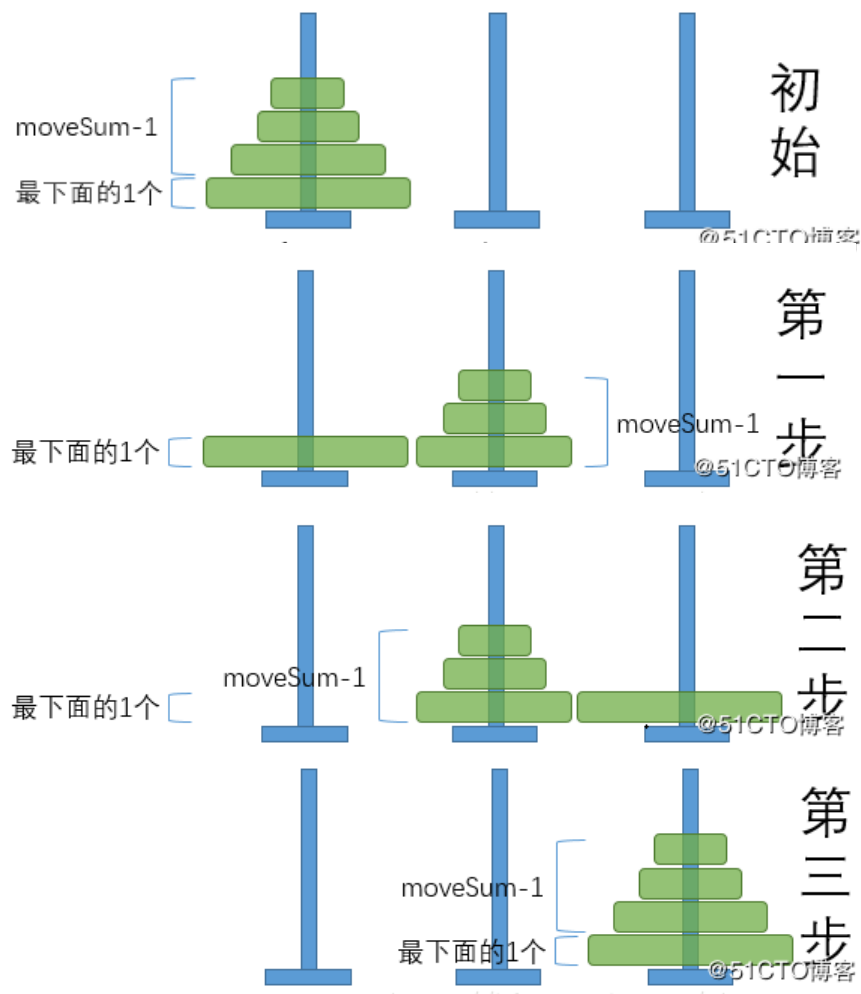 moveSum-1
最下面的1个
初始
@51CTO博客
最下面的1个
moveSum-1
第一步
@51CTO博客
moveSum-1
最下面的1个
第二步
@51CTO博客
moveSum-1
最下面的1个
第三步
@51CTO博客